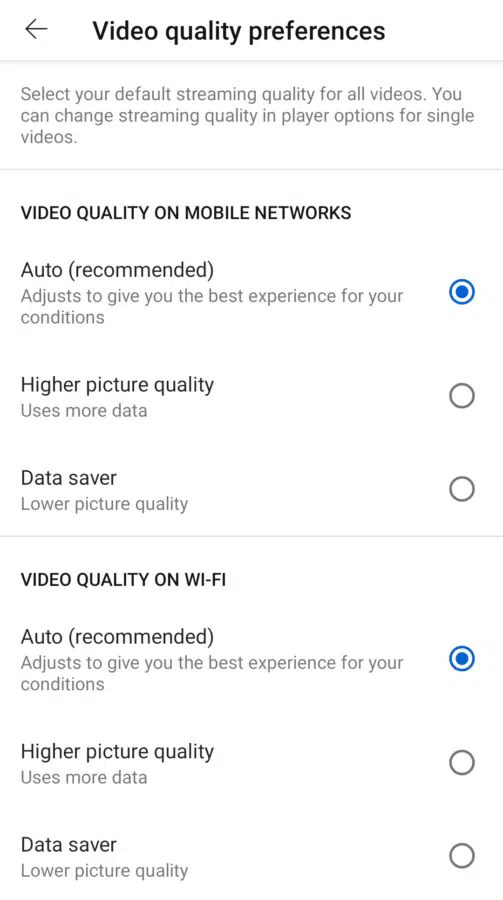 Video quality preferences
Select your default streaming quality for all videos. You
can change streaming quality in player options for single
videos.
VIDEO QUALITY ON MOBILE NETWORKS
Auto (recommended)
Adjusts to give you the best experience for your
conditions
Higher picture quality
Uses more data
Data saver
Lower picture quality
VIDEO QUALITY ON WI-FI
Auto (recommended)
Adjusts to give you the best experience for your
conditions
Higher picture quality
Uses more data
Data saver
Lower picture quality